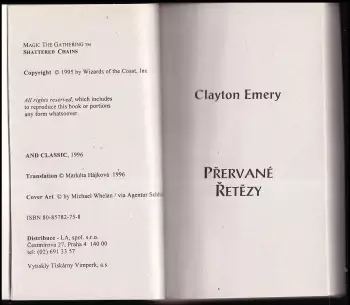 MAGIC THE GATHERING TM
SHATTERED CHAINS
Copyright © 1995 by Wizards of the Coast, Inc
All rights reserved, which includes
to reproduce this book or portions
any form whatsoever.
AND CLASSIC, 1996
Translation © Markéta Hájková 1996
Cover Art © by Michael Whelan / via Agentur
ISBN 80-85782-75-8
Distribuce - LA, spol. s.r.o.
Čestmírova 27, Praha 4 140 00
tel: (02) 691 33 57
Vytiskly Tiskárny Vimperk, a.s
Clayton Emery
PŘERVANÉ
ŘETĚZY